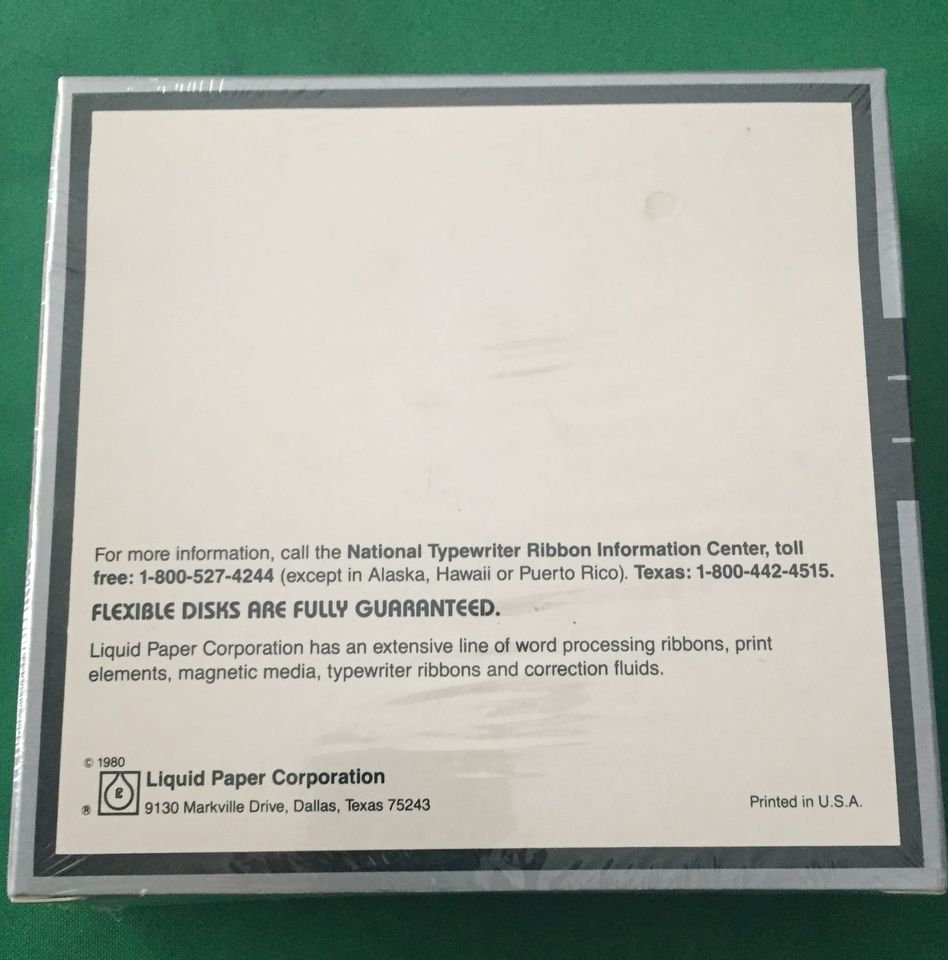 For more information, call the National Typewriter Ribbon Information Center, toll
free: 1-800-527-4244 (except in Alaska, Hawaii or Puerto Rico). Texas: 1-800-442-4515.
FLEXIBLE DISKS ARE FULLY GUARANTEED.
Liquid Paper Corporation has an extensive line of word processing ribbons, print
elements, magnetic media, typewriter ribbons and correction fluids.
© 1980
Liquid Paper Corporation
® 9130 Markville Drive, Dallas, Texas 75243
Printed in U.S.A.